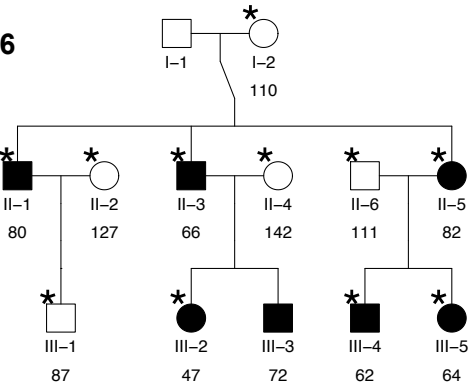 6
I–1 * I–2
110
* II–1 * II–2 * II–3 * II–4 * II–6 * II–5
80 127 66 142 111 82
* III–1 * III–2 III–3 * III–4 * III–5
87 47 72 62 64